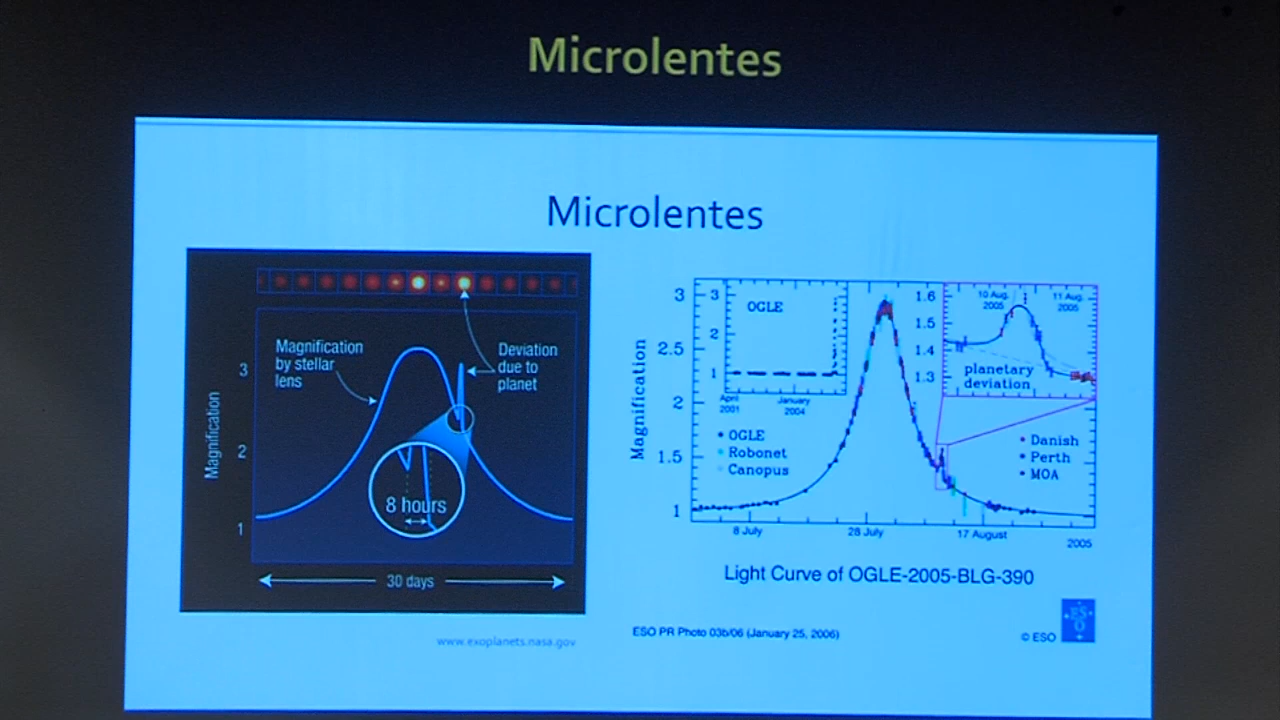 Microlentes
Microlentes
Magnification
by stellar
lens
Deviation
due to
planet
Magnification
3
2
1
8 hours
30 days
www.exoplanets.nasa.gov
Magnification
3
2.5
2
1.5
1
3
2
1
OGLE
April
2001
January
2004
OGLE
Robonet
Canopus
1.6
1.5
1.4
1.3
10 Aug.
2005
11 Aug.
2005
planetary
deviation
Danish
Perth
MOA
8 July
28 July
17 August
2005
Light Curve of OGLE-2005-BLG-390
ESO PR Photo 03b/06 (January 25, 2006)
© ESO
ES
O